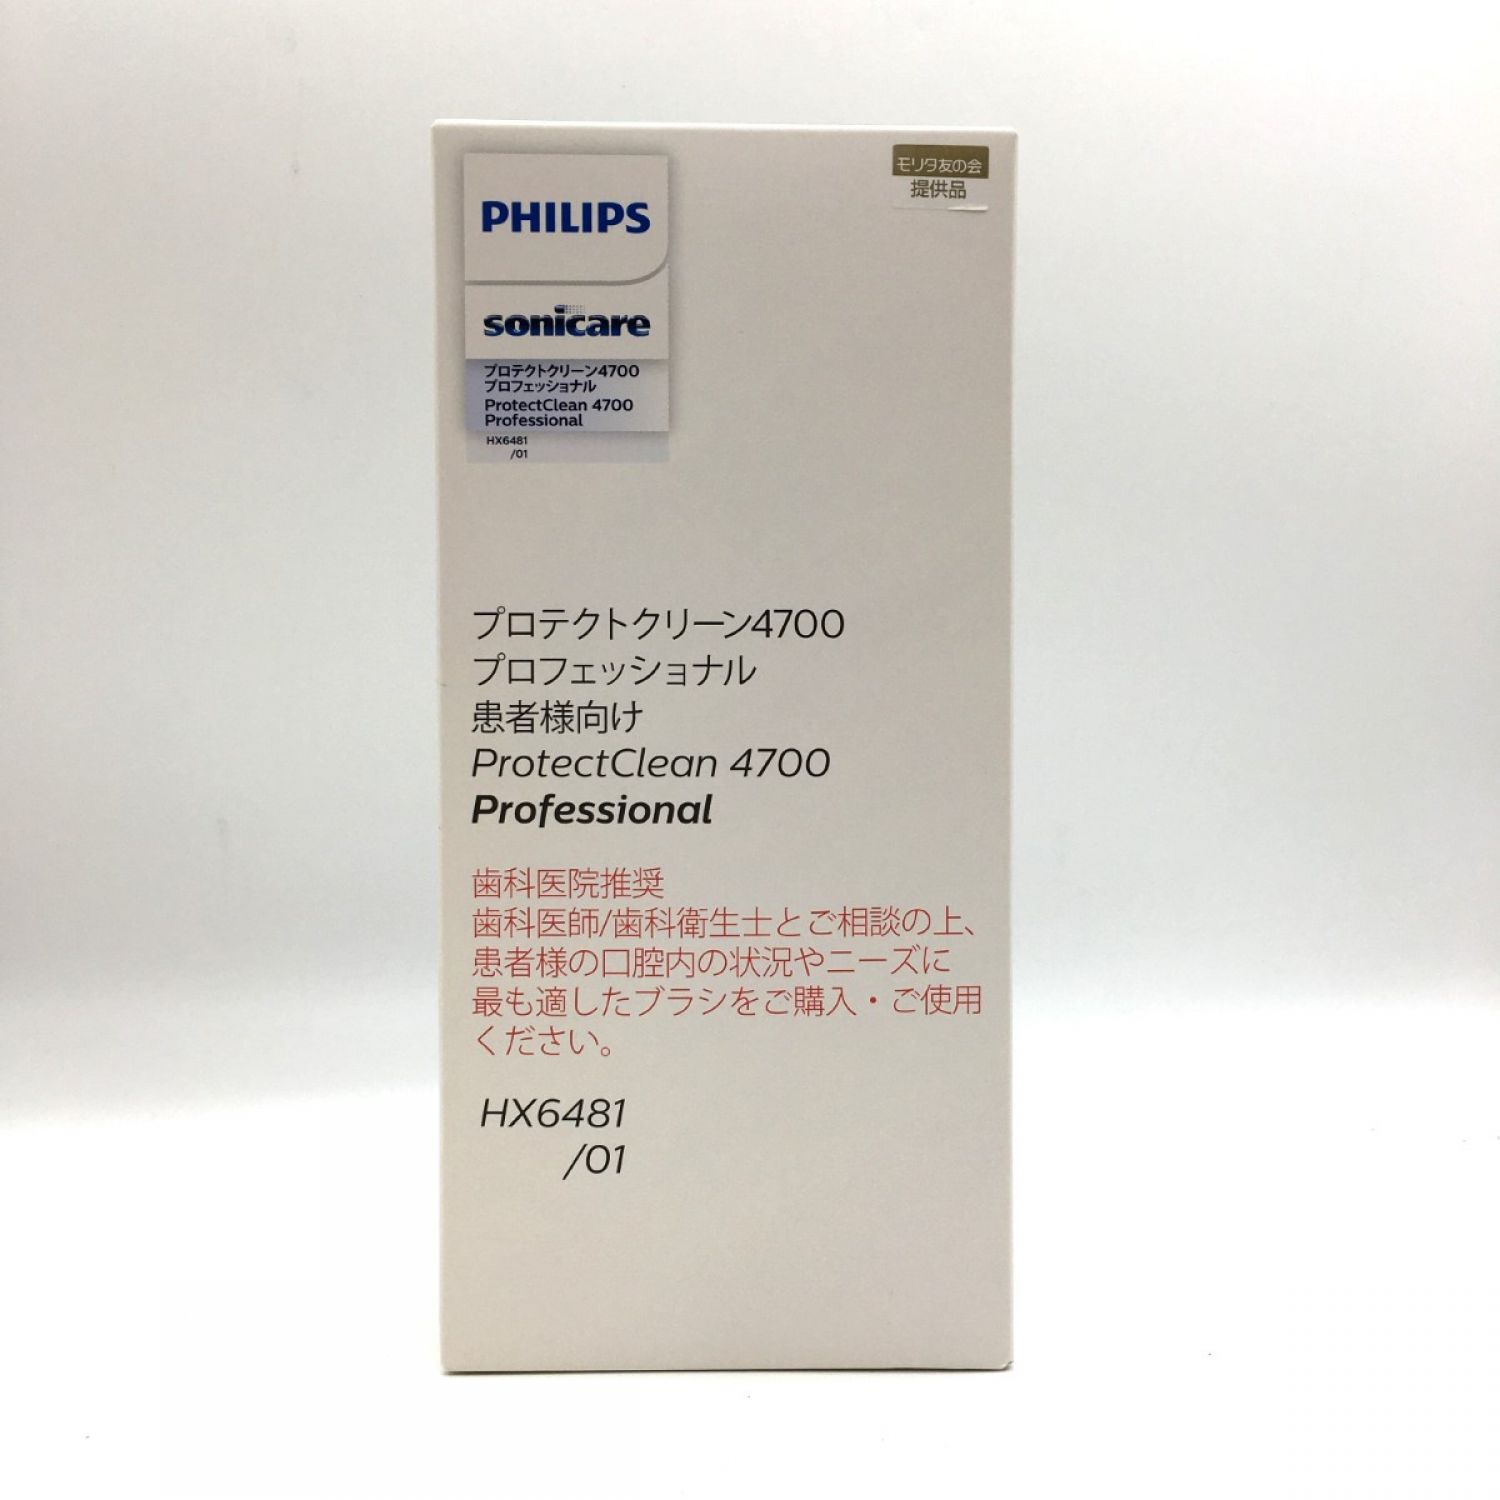 モリタ友の会
提供品
PHILIPS
sonicare
プロテクトクリーン4700
プロフェッショナル
ProtectClean 4700
Professional
HX6481
/01
プロテクトクリーン4700
プロフェッショナル
患者様向け
ProtectClean 4700
Professional
歯科医院推奨
歯科医師/歯科衛生士とご相談の上、
患者様の口腔内の状況やニーズに
最も適したブラシをご購入・ご使用
ください。
HX6481
/01